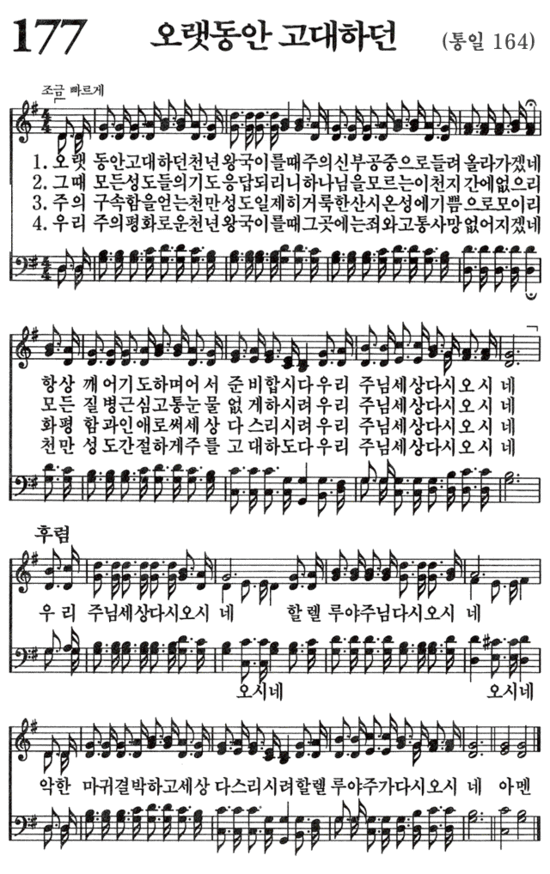 177 오랫동안 고대하던 (통일 164)
조금 빠르게
1. 오랫 동안고대하던천년왕국이를때주의신부공중으로들려올라가겠네
2. 그때 모든성도들의기도응답되리니하나님을모르는이천지간에없으리
3. 주의 구속함을얻는천만성도일제히거룩한산시온성에기쁨으로모이리
4. 우리 주의평화로운천년왕국이를때그곳에는죄와고통사망없어지겠네
항상 깨어기도하며어서 준비합시다우리 주님세상다시오시 네
모든 질병근심고통눈물 없게하시려우리 주님세상다시오시 네
화평 함과인애로써세상 다스리시려우리 주님세상다시오시 네
천만 성도간절하게주를 고대하도다우리 주님세상다시오시 네
후렴
우 리 주님세상다시오시 네 할렐 루야주님다시오시 네
오시네 오시네
악한 마귀결박하고세상 다스리시려할렐 루야주가다시오시 네 아멘